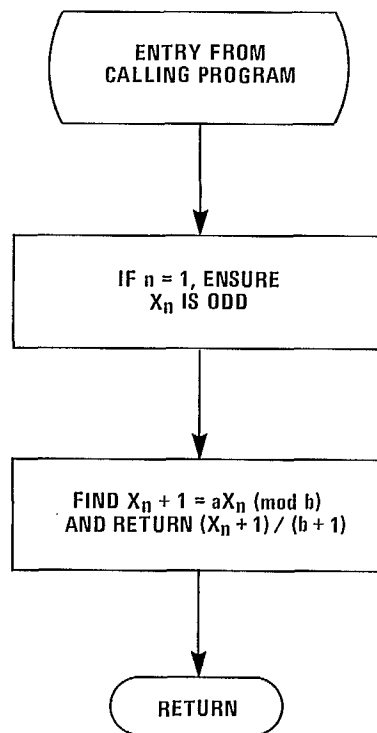 ENTRY FROM
CALLING PROGRAM
IF n = 1, ENSURE
Xn IS ODD
FIND Xn + 1 = aXn (mod b)
AND RETURN (Xn + 1) / (b + 1)
RETURN